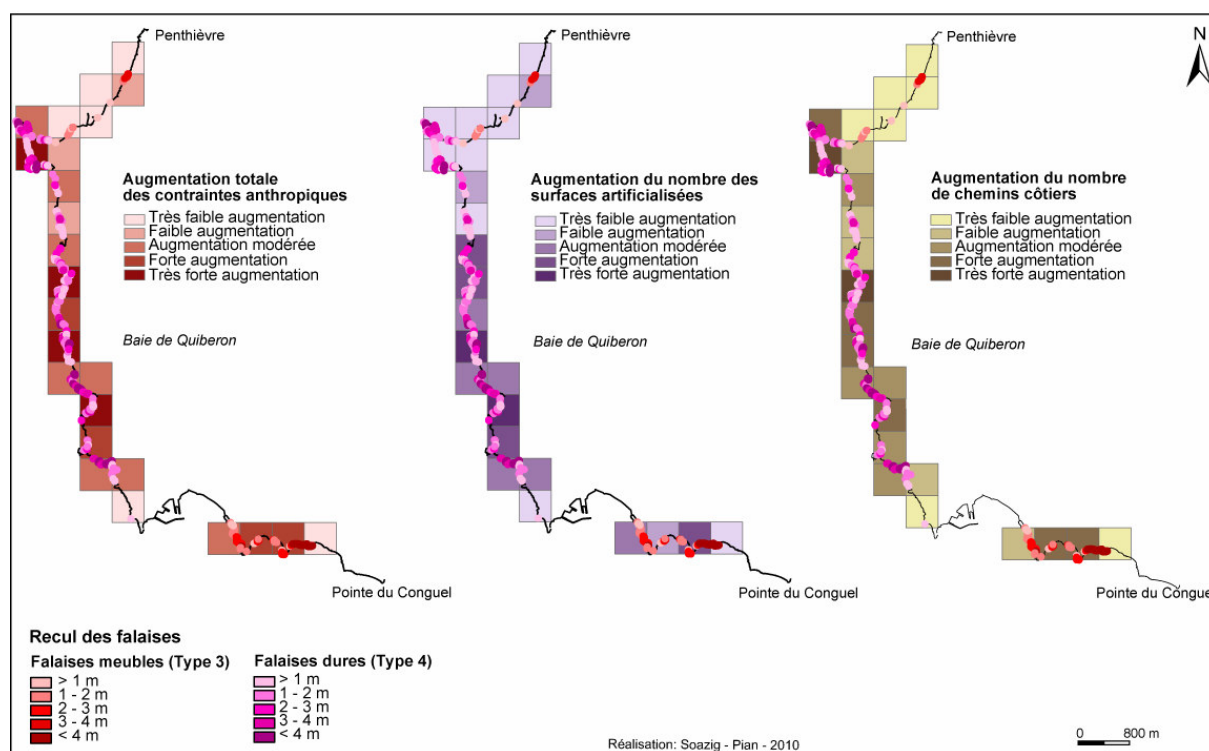 Penthièvre
Penthièvre
Penthièvre
N
Augmentation totale
des contraintes anthropiques
Très faible augmentation
Faible augmentation
Augmentation modérée
Forte augmentation
Très forte augmentation
Augmentation du nombre des
surfaces artificialisées
Très faible augmentation
Faible augmentation
Augmentation modérée
Forte augmentation
Très forte augmentation
Augmentation du nombre
de chemins côtiers
Très faible augmentation
Faible augmentation
Augmentation modérée
Forte augmentation
Très forte augmentation
Baie de Quiberon
Baie de Quiberon
Baie de Quiberon
Pointe du Conguel
Pointe du Conguel
Pointe du Conguel
Recul des falaises
Falaises meubles (Type 3)
> 1 m
1 - 2 m
2 - 3 m
3 - 4 m
< 4 m
Falaises dures (Type 4)
> 1 m
1 - 2 m
2 - 3 m
3 - 4 m
< 4 m
Réalisation: Soazig - Pian - 2010
0 800 m